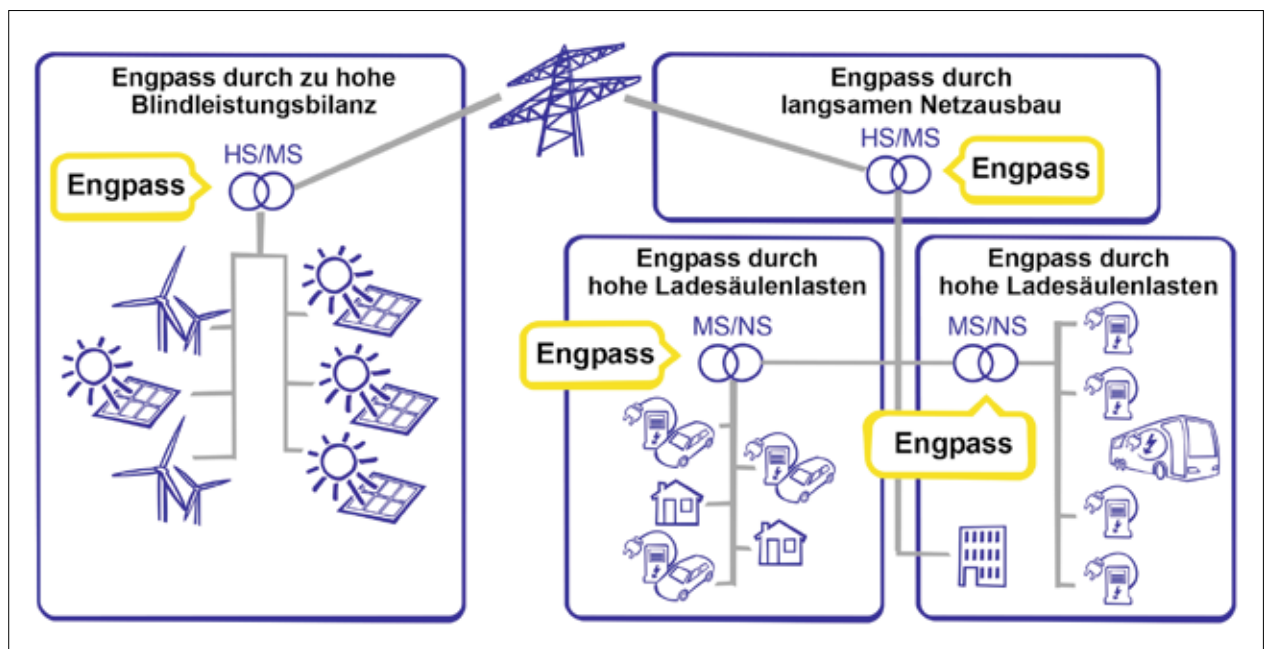 Engpass durch zu hohe
Blindleistungsbilanz
HS/MS
Engpass
Engpass durch
langsamen Netzausbau
HS/MS
Engpass
Engpass durch
hohe Ladesäulenlasten
MS/NS
Engpass
Engpass durch
hohe Ladesäulenlasten
MS/NS
Engpass